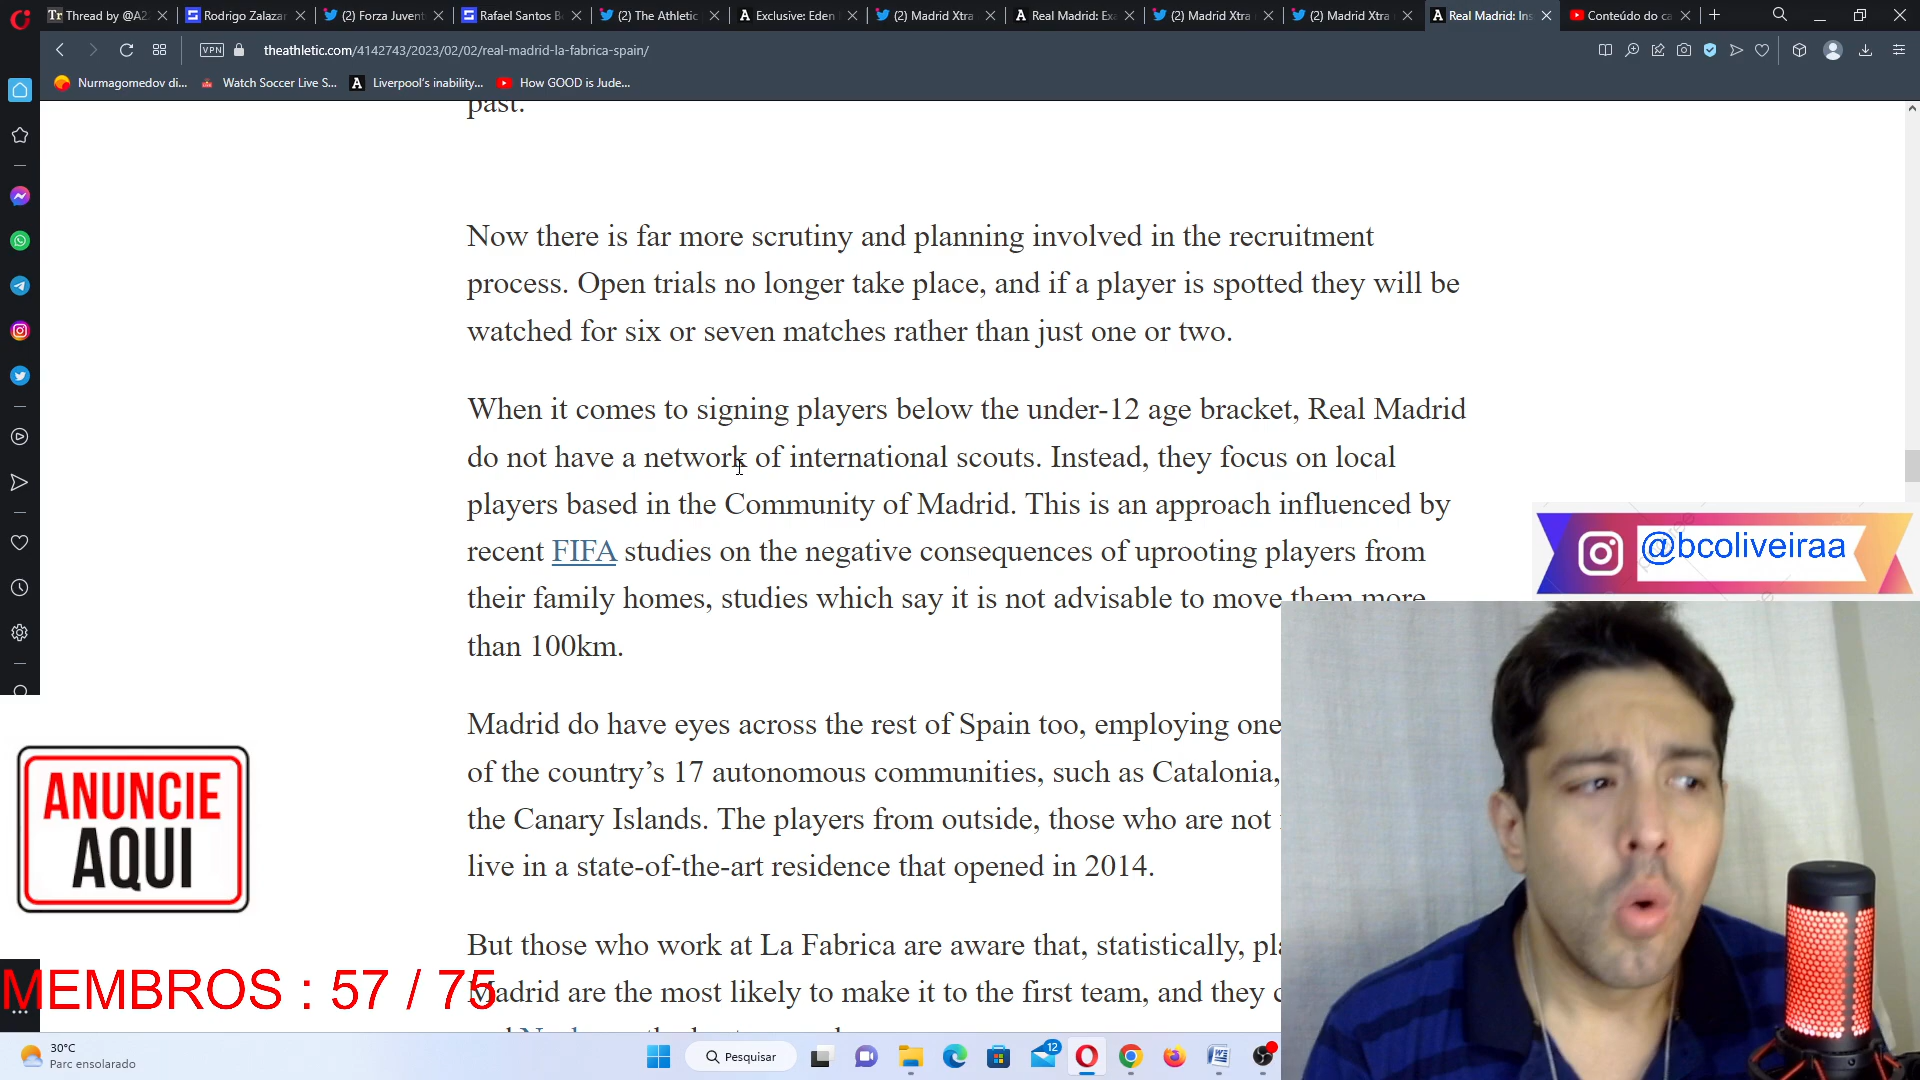 Thread by @A2
Rodrigo Zalazar
(2) Forza Juvent
Rafael Santos B
(2) The Athletic
Exclusive: Eden
(2) Madrid Xtra
Real Madrid: Ex
(2) Madrid Xtra
(2) Madrid Xtra
Real Madrid: Ins
Conteúdo do ca
VPN
theathletic.com/4142743/2023/02/02/real-madrid-la-fabrica-spain/
Nurmagomedov di...
Watch Soccer Live S...
Liverpool's inability...
How GOOD is Jude...
past.
Now there is far more scrutiny and planning involved in the recruitment
process. Open trials no longer take place, and if a player is spotted they will be
watched for six or seven matches rather than just one or two.
When it comes to signing players below the under-12 age bracket, Real Madrid
do not have a network of international scouts. Instead, they focus on local
players based in the Community of Madrid. This is an approach influenced by
recent FIFA studies on the negative consequences of uprooting players from
their family homes, studies which say it is not advisable to move them more
than 100km.
@bcoliveiraa
Madrid do have eyes across the rest of Spain too, employing one
of the country's 17 autonomous communities, such as Catalonia,
the Canary Islands. The players from outside, those who are not
live in a state-of-the-art residence that opened in 2014.
ANUNCIE
AQUI
But those who work at La Fabrica are aware that, statistically,
Madrid are the most likely to make it to the first team, and they
MEMBROS : 57 / 75
30°C
Parc ensolarado
Pesquisar
12